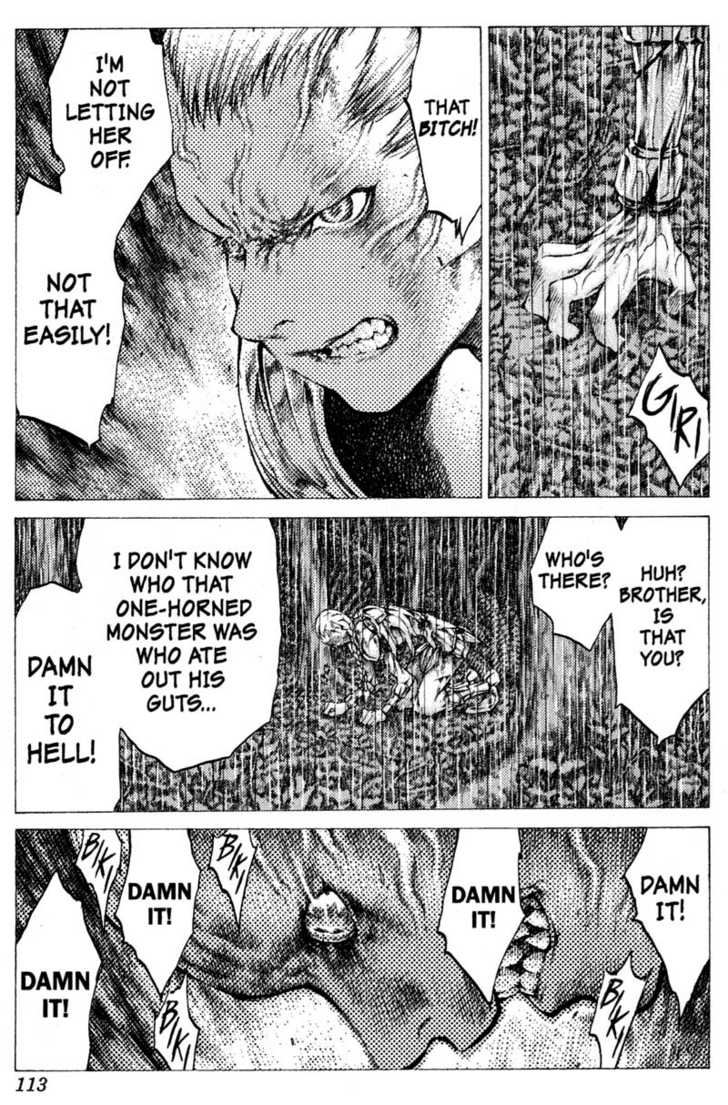 GIRI
THAT
BITCH!
I'M
NOT
LETTING
HER
OFF.
NOT
THAT
EASILY!
HUH?
BROTHER,
IS
THAT
YOU?
WHO'S
THERE?
I DON'T KNOW
WHO THAT
ONE-HORNED
MONSTER WAS
WHO ATE
OUT HIS
GUTS...
DAMN
IT
TO
HELL!
DAMN
IT!
BIKI
DAMN
IT!
BIKI
DAMN
IT!
BIKI
BIKI
DAMN
IT!
113